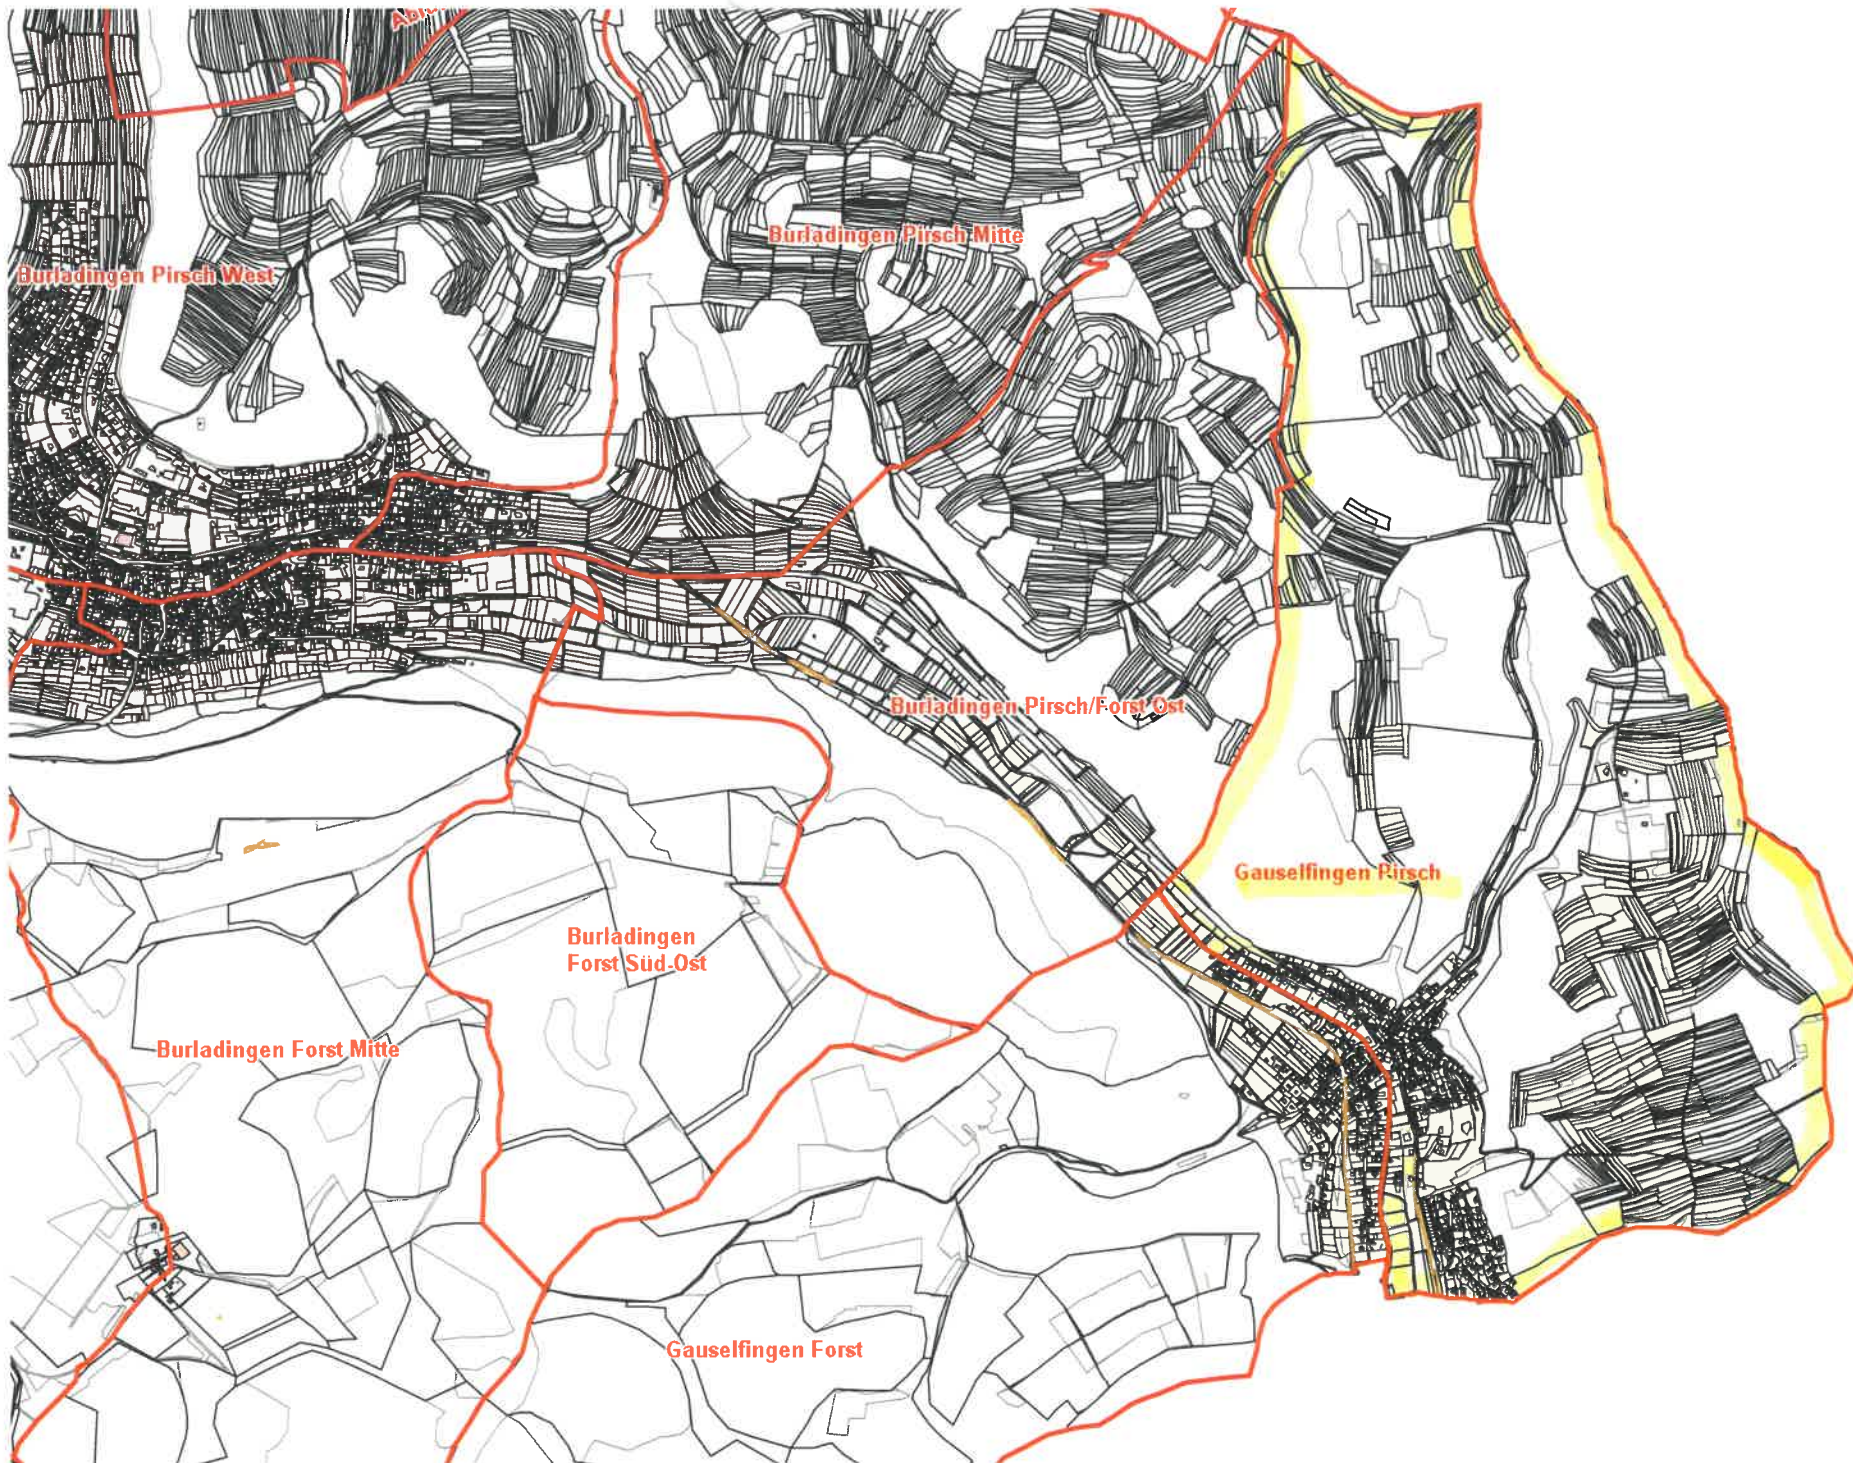 Burladingen Pirsch Mitte
Burladingen Pirsch West
Burladingen Pirsch/Forst Ost
Gauselfingen Pirsch
Burladingen
Forst Süd-Ost
Burladingen Forst Mitte
Gauselfingen Forst